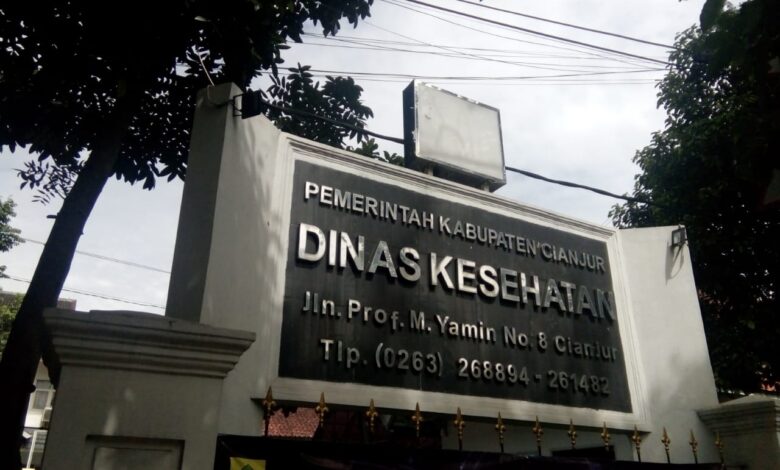 PEMERINTAH KABUPATEN CIANJUR
DINAS KESEHATAN
Jln. Prof. M. Yamin No. 8 Cianjur
Tlp. (0263) 268894 - 261482